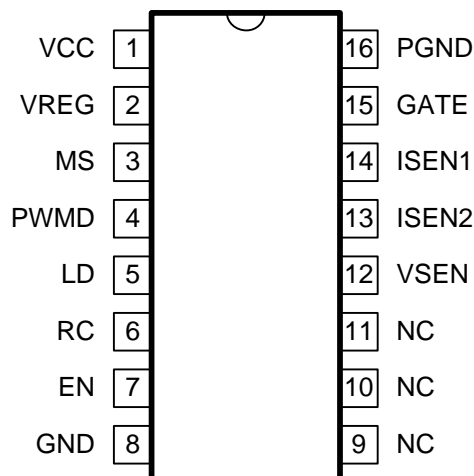 VCC 1 16 PGND
VREG 2 15 GATE
MS 3 14 ISEN1
PWMD 4 13 ISEN2
LD 5 12 VSEN
RC 6 11 NC
EN 7 10 NC
GND 8 9 NC